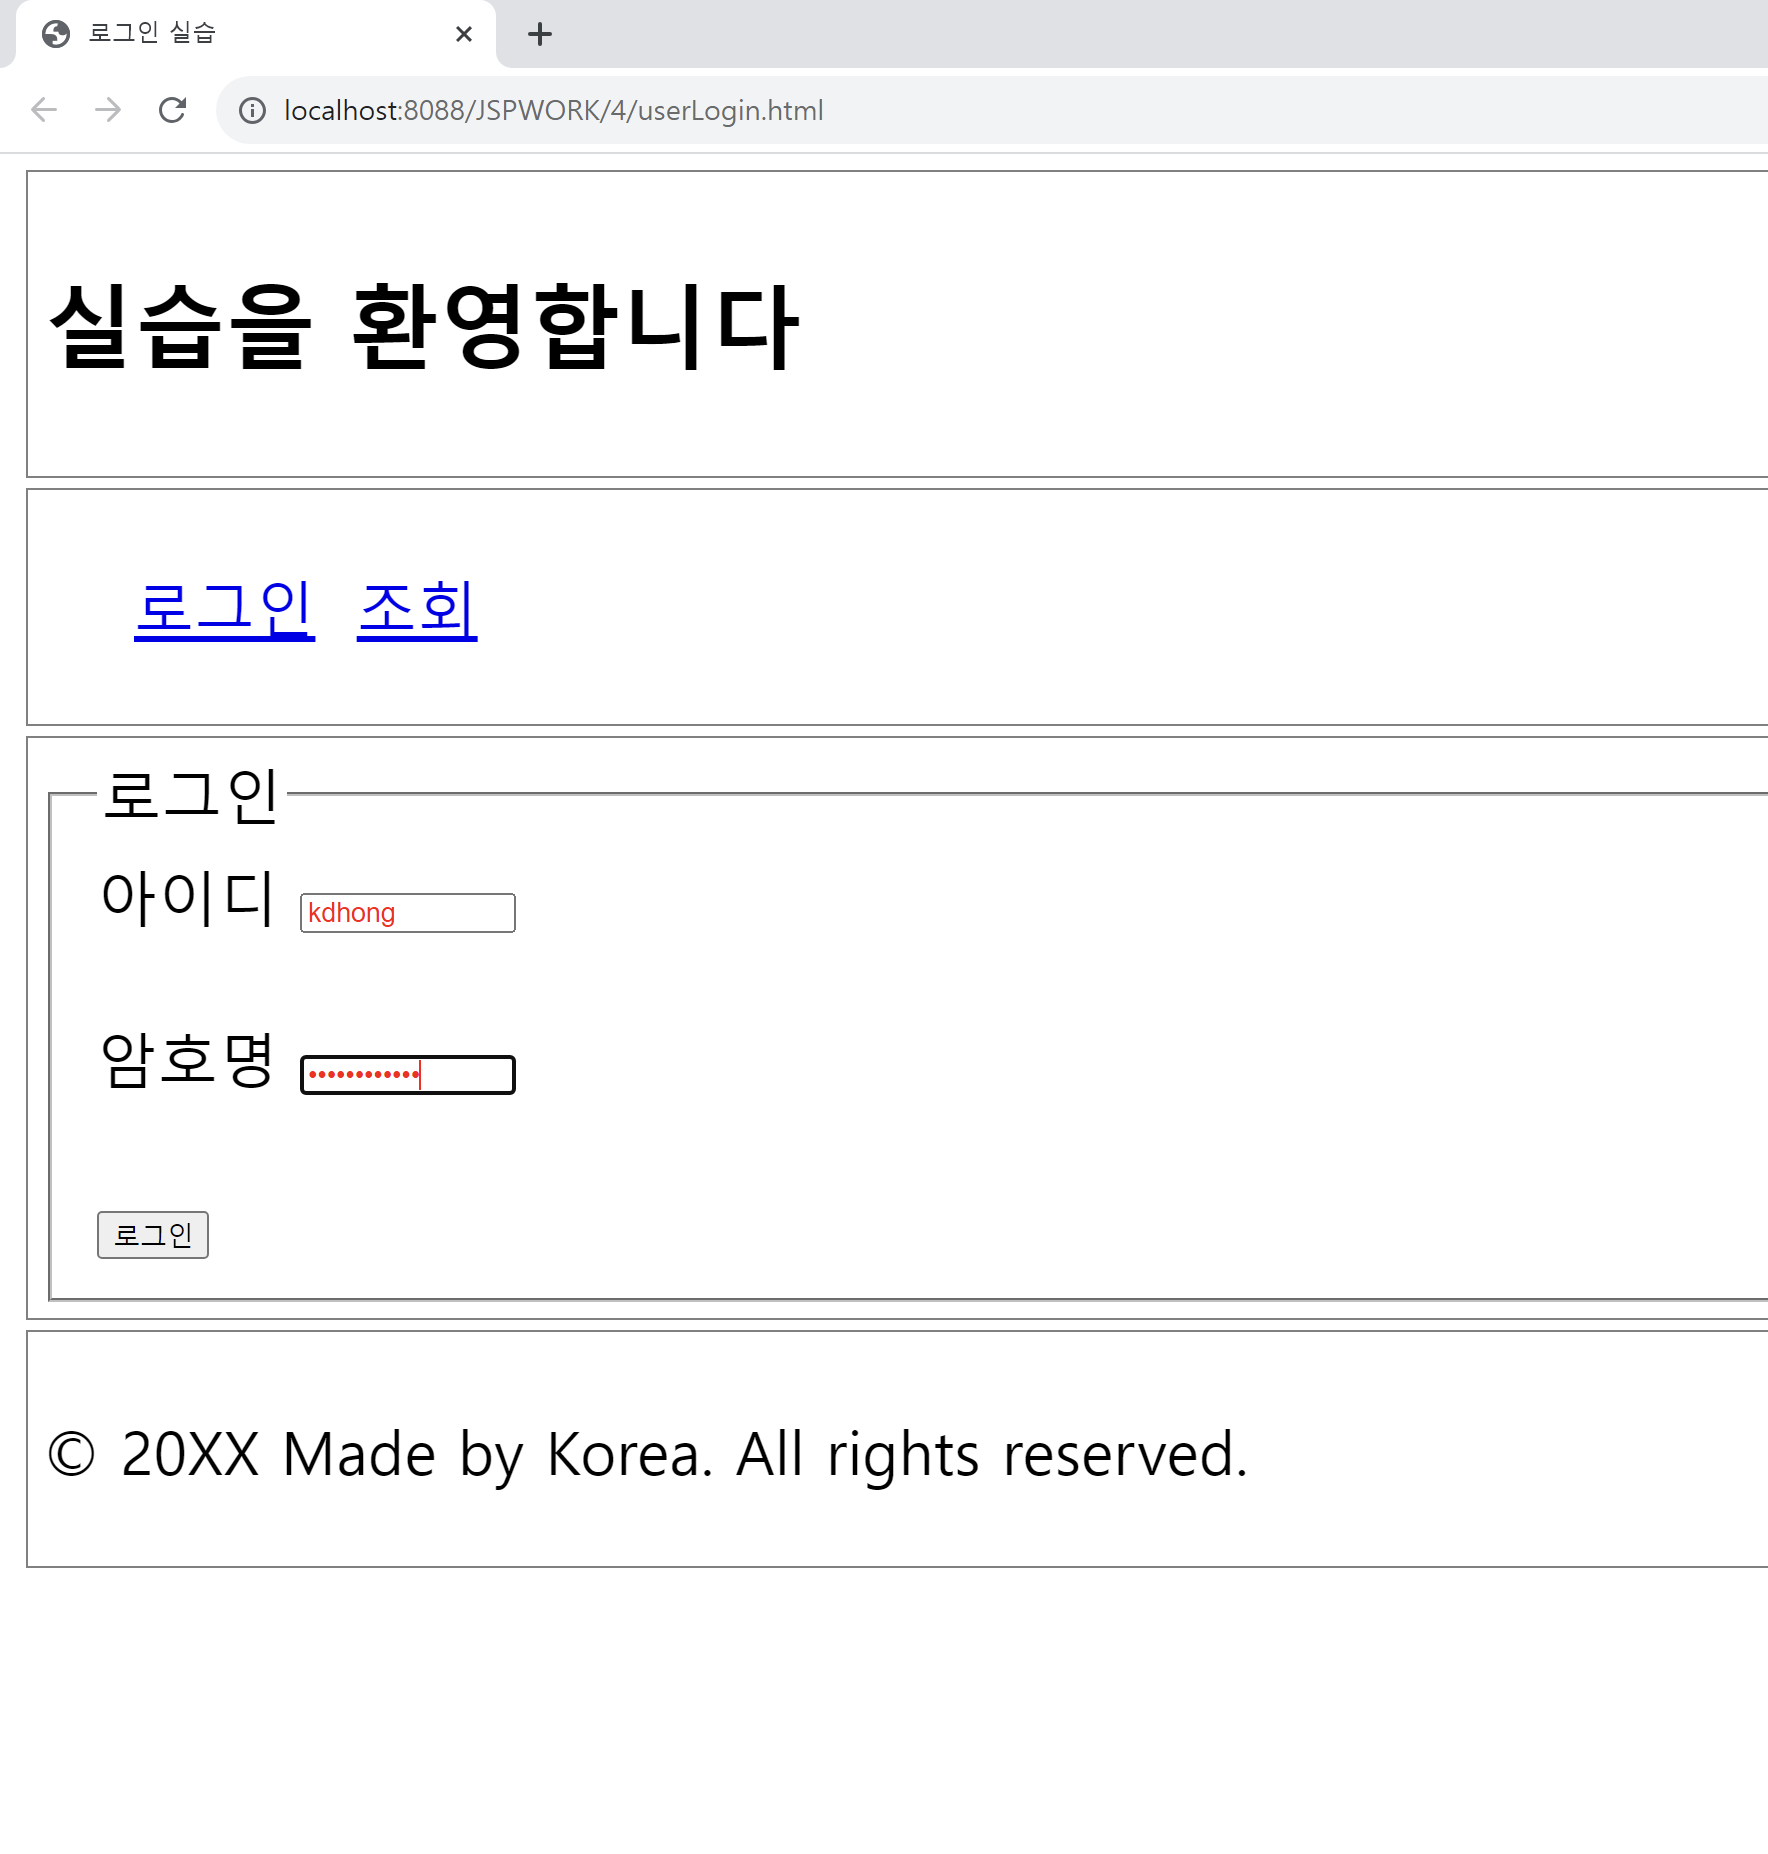 로그인 실습
localhost:8088/JSPWORK/4/userLogin.html
실습을 환영합니다
로그인 조회
로그인
아이디 kdhong
암호명 ••••••••••••
로그인
© 20XX Made by Korea. All rights reserved.